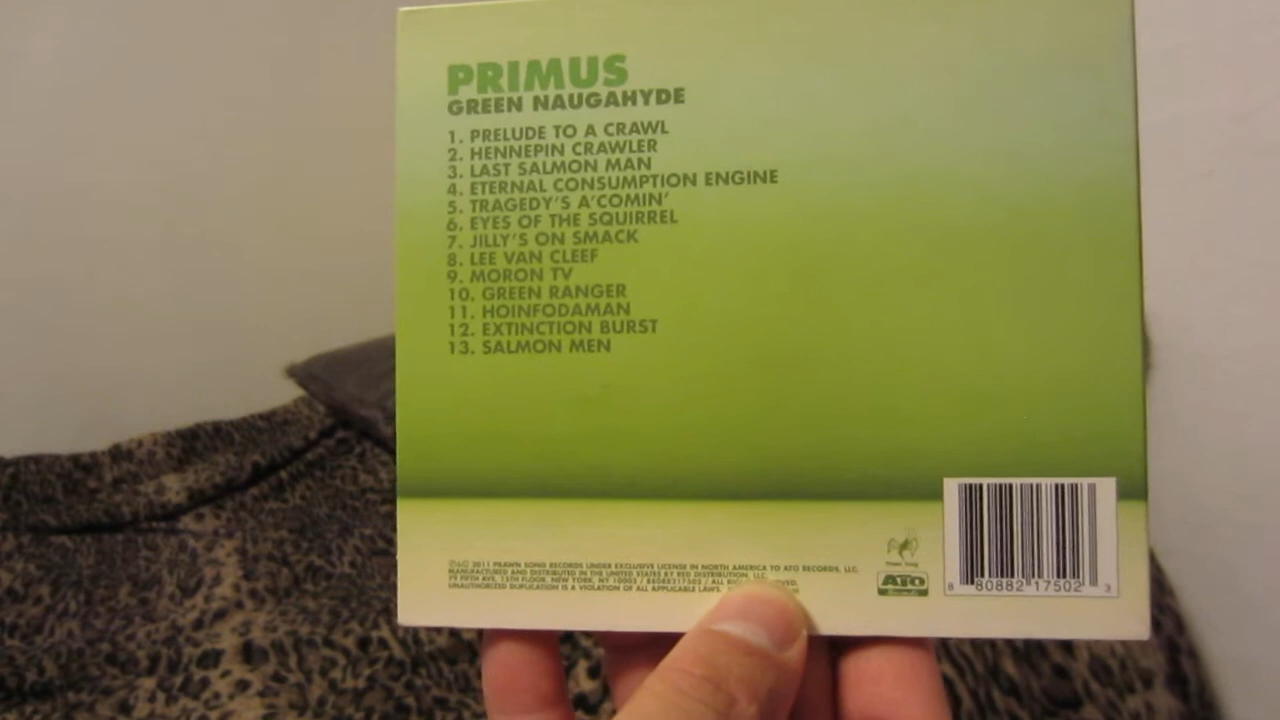 PRIMUS
GREEN NAUGAHYDE
1. PRELUDE TO A CRAWL
2. HENNEPIN CRAWLER
3. LAST SALMON MAN
4. ETERNAL CONSUMPTION ENGINE
5. TRAGEDY'S A'COMIN'
6. EYES OF THE SQUIRREL
7. JILLY'S ON SMACK
8. LEE VAN CLEEF
9. MORON TV
10. GREEN RANGER
11. HOINFODAMAN
12. EXTINCTION BURST
13. SALMON MEN
℗&© 2011 PRAWN SONG RECORDS UNDER EXCLUSIVE LICENSE IN NORTH AMERICA TO ATO RECORDS, LLC.
MANUFACTURED AND DISTRIBUTED IN THE UNITED STATES BY RED DISTRIBUTION, LLC.
79 FIFTH AVE, 15TH FLOOR, NEW YORK, NY 10003 / 88088217502 / ALL
UNAUTHORIZED DUPLICATION IS A VIOLATION OF ALL APPLICABLE LAWS.
ATO
Records
8 80882 17502 3